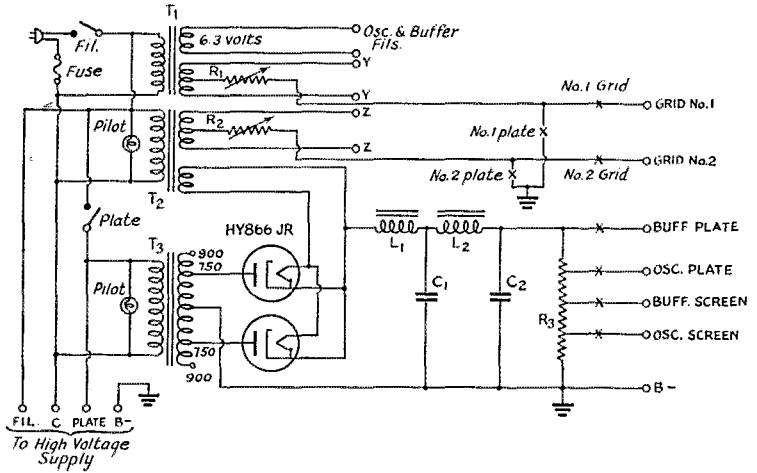 T1
Fil.
6.3 volts
Osc. & Buffer
Fils.
Fuse
Y
R1
Y
No.1 Grid
GRID No.1
Z
Pilot
R2
No.1 plate
Z
GRID No.2
No.2 plate
No.2 Grid
T2
Plate
HY866 JR
BUFF PLATE
T3
L1
L2
900
750
OSC. PLATE
Pilot
C1
C2
BUFF. SCREEN
R3
OSC. SCREEN
750
900
B-
FIL.
C
PLATE
B-
To High Voltage
Supply